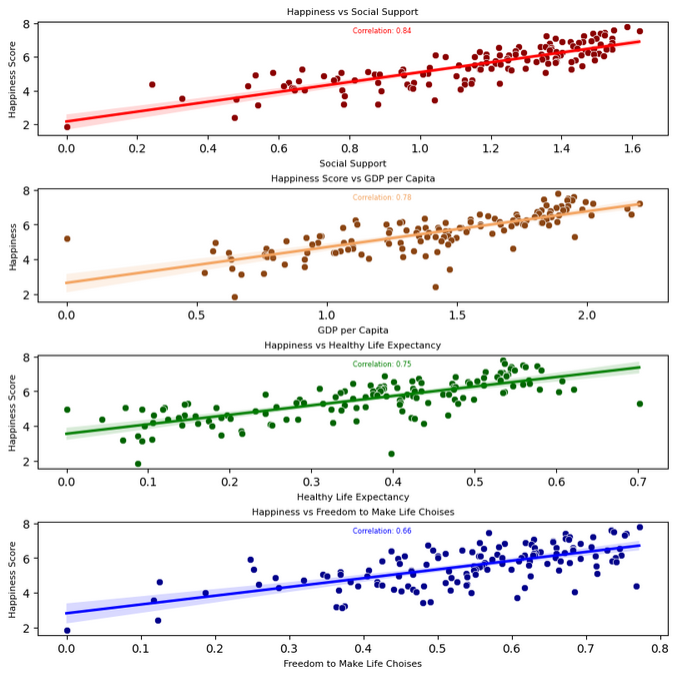 Happiness vs Social Support
Correlation: 0.84
Happiness Score
8
6
4
2
0.0 0.2 0.4 0.6 0.8 1.0 1.2 1.4 1.6
Social Support
Happiness Score vs GDP per Capita
Correlation: 0.78
Happiness
8
6
4
2
0.0 0.5 1.0 1.5 2.0
GDP per Capita
Happiness vs Healthy Life Expectancy
Correlation: 0.75
Happiness Score
8
6
4
2
0.0 0.1 0.2 0.3 0.4 0.5 0.6 0.7
Healthy Life Expectancy
Happiness vs Freedom to Make Life Choises
Correlation: 0.66
Happiness Score
8
6
4
2
0.0 0.1 0.2 0.3 0.4 0.5 0.6 0.7 0.8
Freedom to Make Life Choises